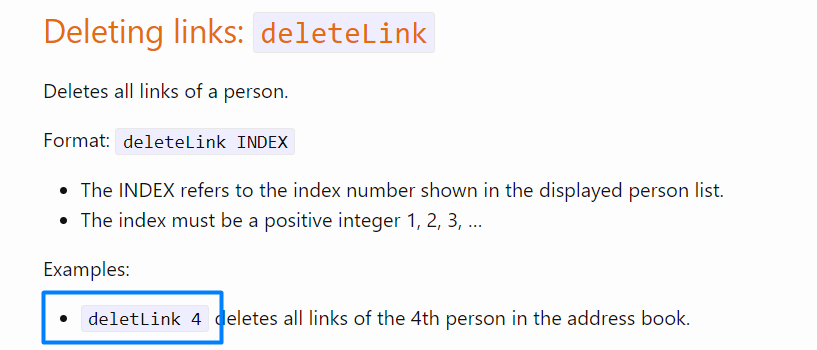 Deleting links: deleteLink
Deletes all links of a person.
Format: deleteLink INDEX
• The INDEX refers to the index number shown in the displayed person list.
• The index must be a positive integer 1, 2, 3, …
Examples:
• deletLink 4 deletes all links of the 4th person in the address book.